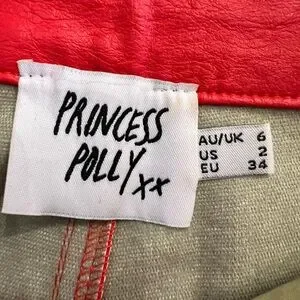 PRINCESS
POLLY xx
AU/UK 6
US 2
EU 34